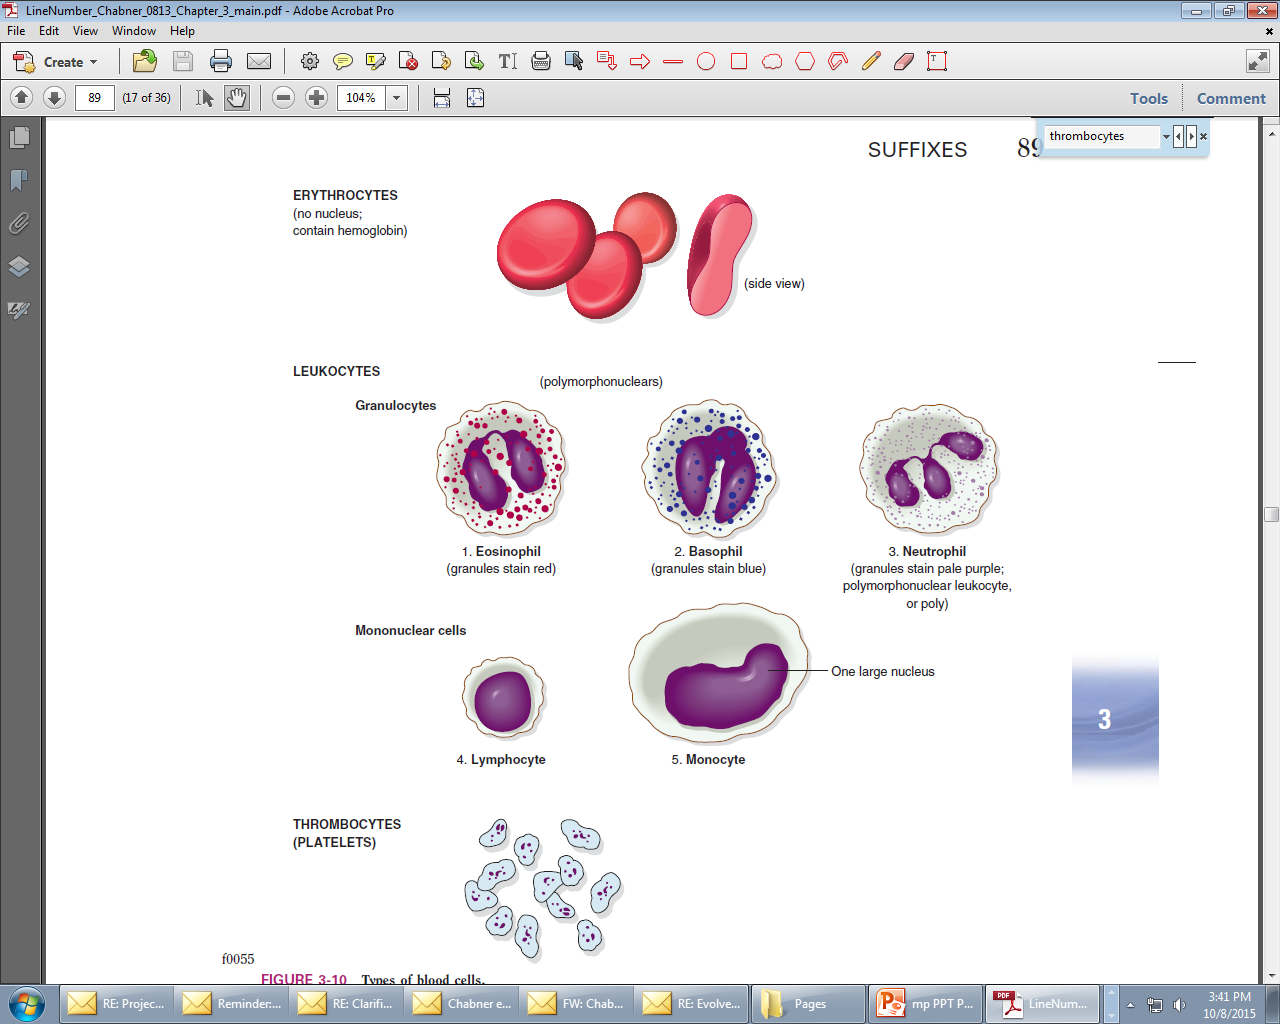 LineNumber_Chabner_0813_Chapter_3_main.pdf - Adobe Acrobat Pro
File Edit View Window Help
Create
89 (17 of 36) 104% Tools Comment
thrombocytes
SUFFIXES 89
ERYTHROCYTES
(no nucleus;
contain hemoglobin)
(side view)
LEUKOCYTES
(polymorphonuclears)
Granulocytes
1. Eosinophil
(granules stain red)
2. Basophil
(granules stain blue)
3. Neutrophil
(granules stain pale purple;
polymorphonuclear leukocyte,
or poly)
Mononuclear cells
One large nucleus
3
4. Lymphocyte
5. Monocyte
THROMBOCYTES
(PLATELETS)
f0055
FIGURE 3-10 Types of blood cells.
RE: Projec... Reminder:... RE: Clarifi... Chabner e... FW: Chab... RE: Evolve... Pages mp PPT P... LineNum...
3:41 PM
10/8/2015